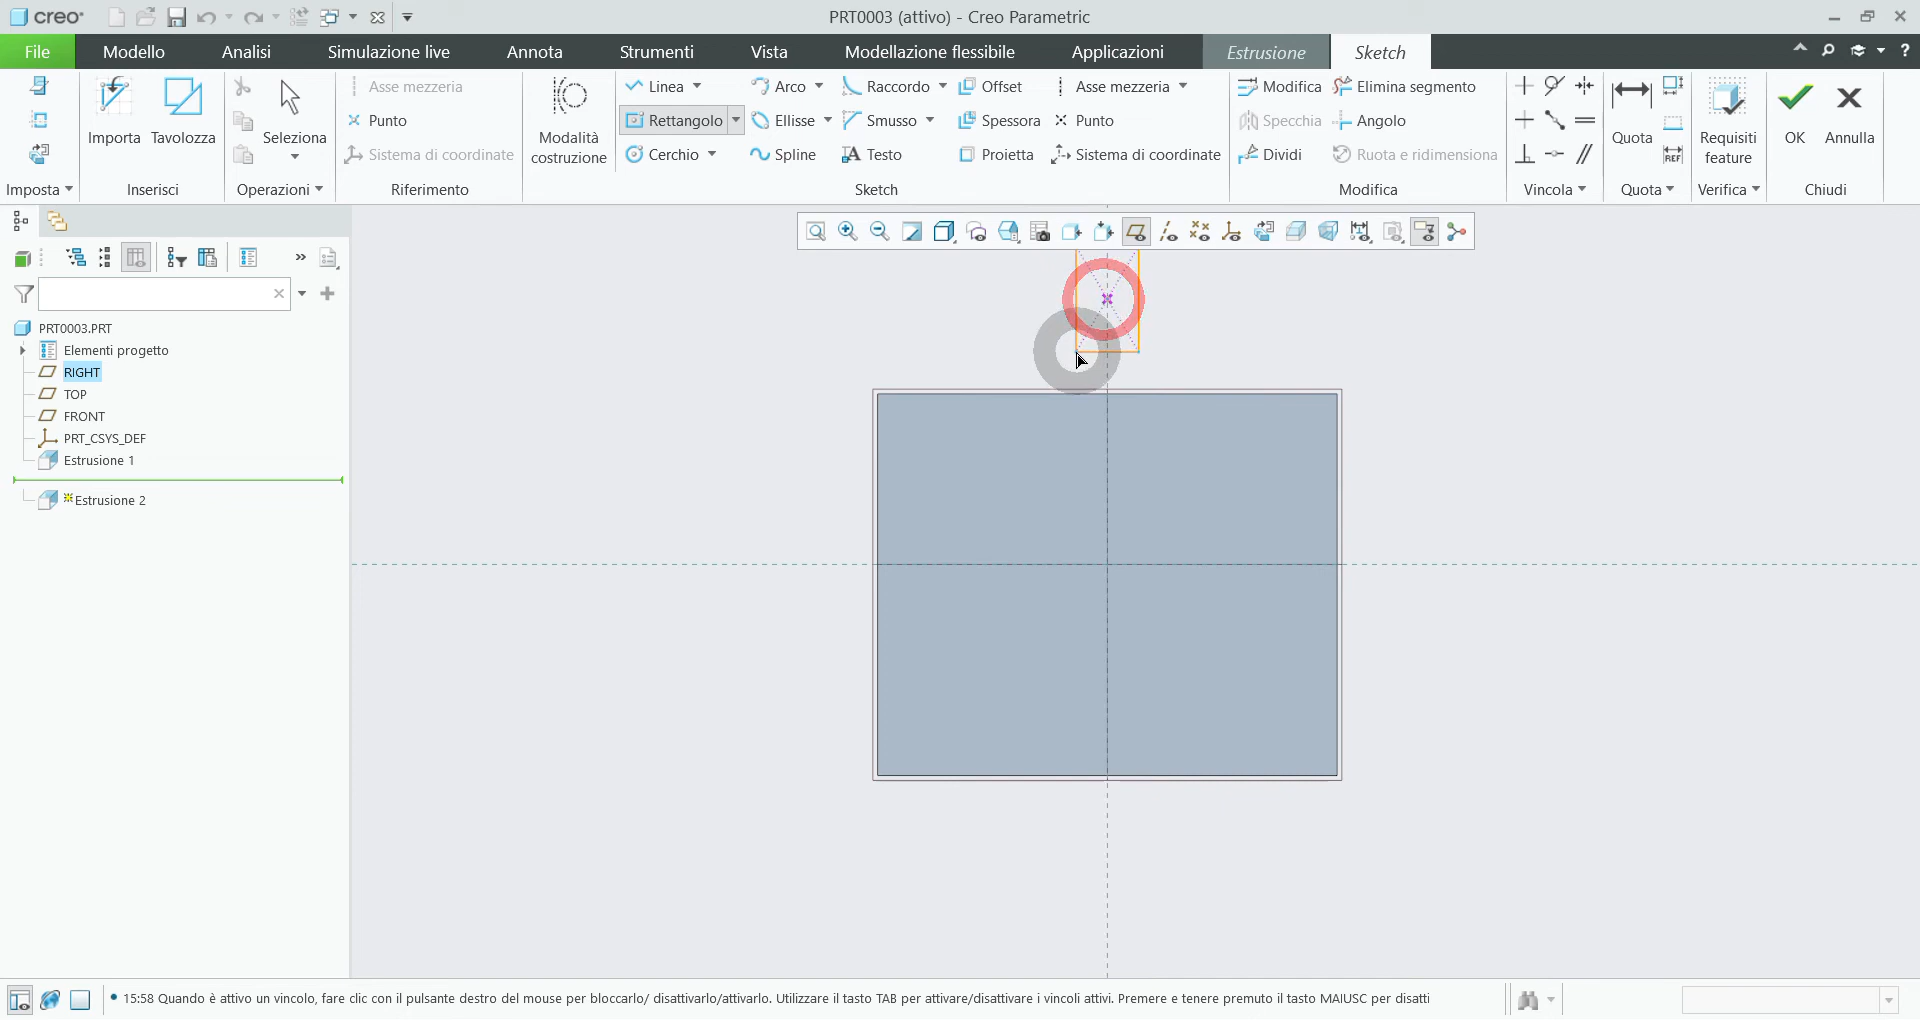 creo
PRT0003 (attivo) - Creo Parametric
File Modello Analisi Simulazione live Annota Strumenti Vista Modellazione flessibile Applicazioni Estrusione Sketch
Importa Tavolozza Seleziona
Asse mezzeria
Punto
Sistema di coordinate
Modalità
costruzione
Linea Arco Raccordo Offset Asse mezzeria
Rettangolo Ellisse Smusso Spessora Punto
Cerchio Spline Testo Proietta Sistema di coordinate
Modifica Elimina segmento
Specchia Angolo
Dividi Ruota e ridimensiona
Quota
REF
Requisiti
feature
OK Annulla
Imposta Inserisci Operazioni Riferimento Sketch Modifica Vincola Quota Verifica Chiudi
PRT0003.PRT
Elementi progetto
RIGHT
TOP
FRONT
PRT_CSYS_DEF
Estrusione 1
Estrusione 2
15:58 Quando è attivo un vincolo, fare clic con il pulsante destro del mouse per bloccarlo/ disattivarlo/attivarlo. Utilizzare il tasto TAB per attivare/disattivare i vincoli attivi. Premere e tenere premuto il tasto MAIUSC per disatti